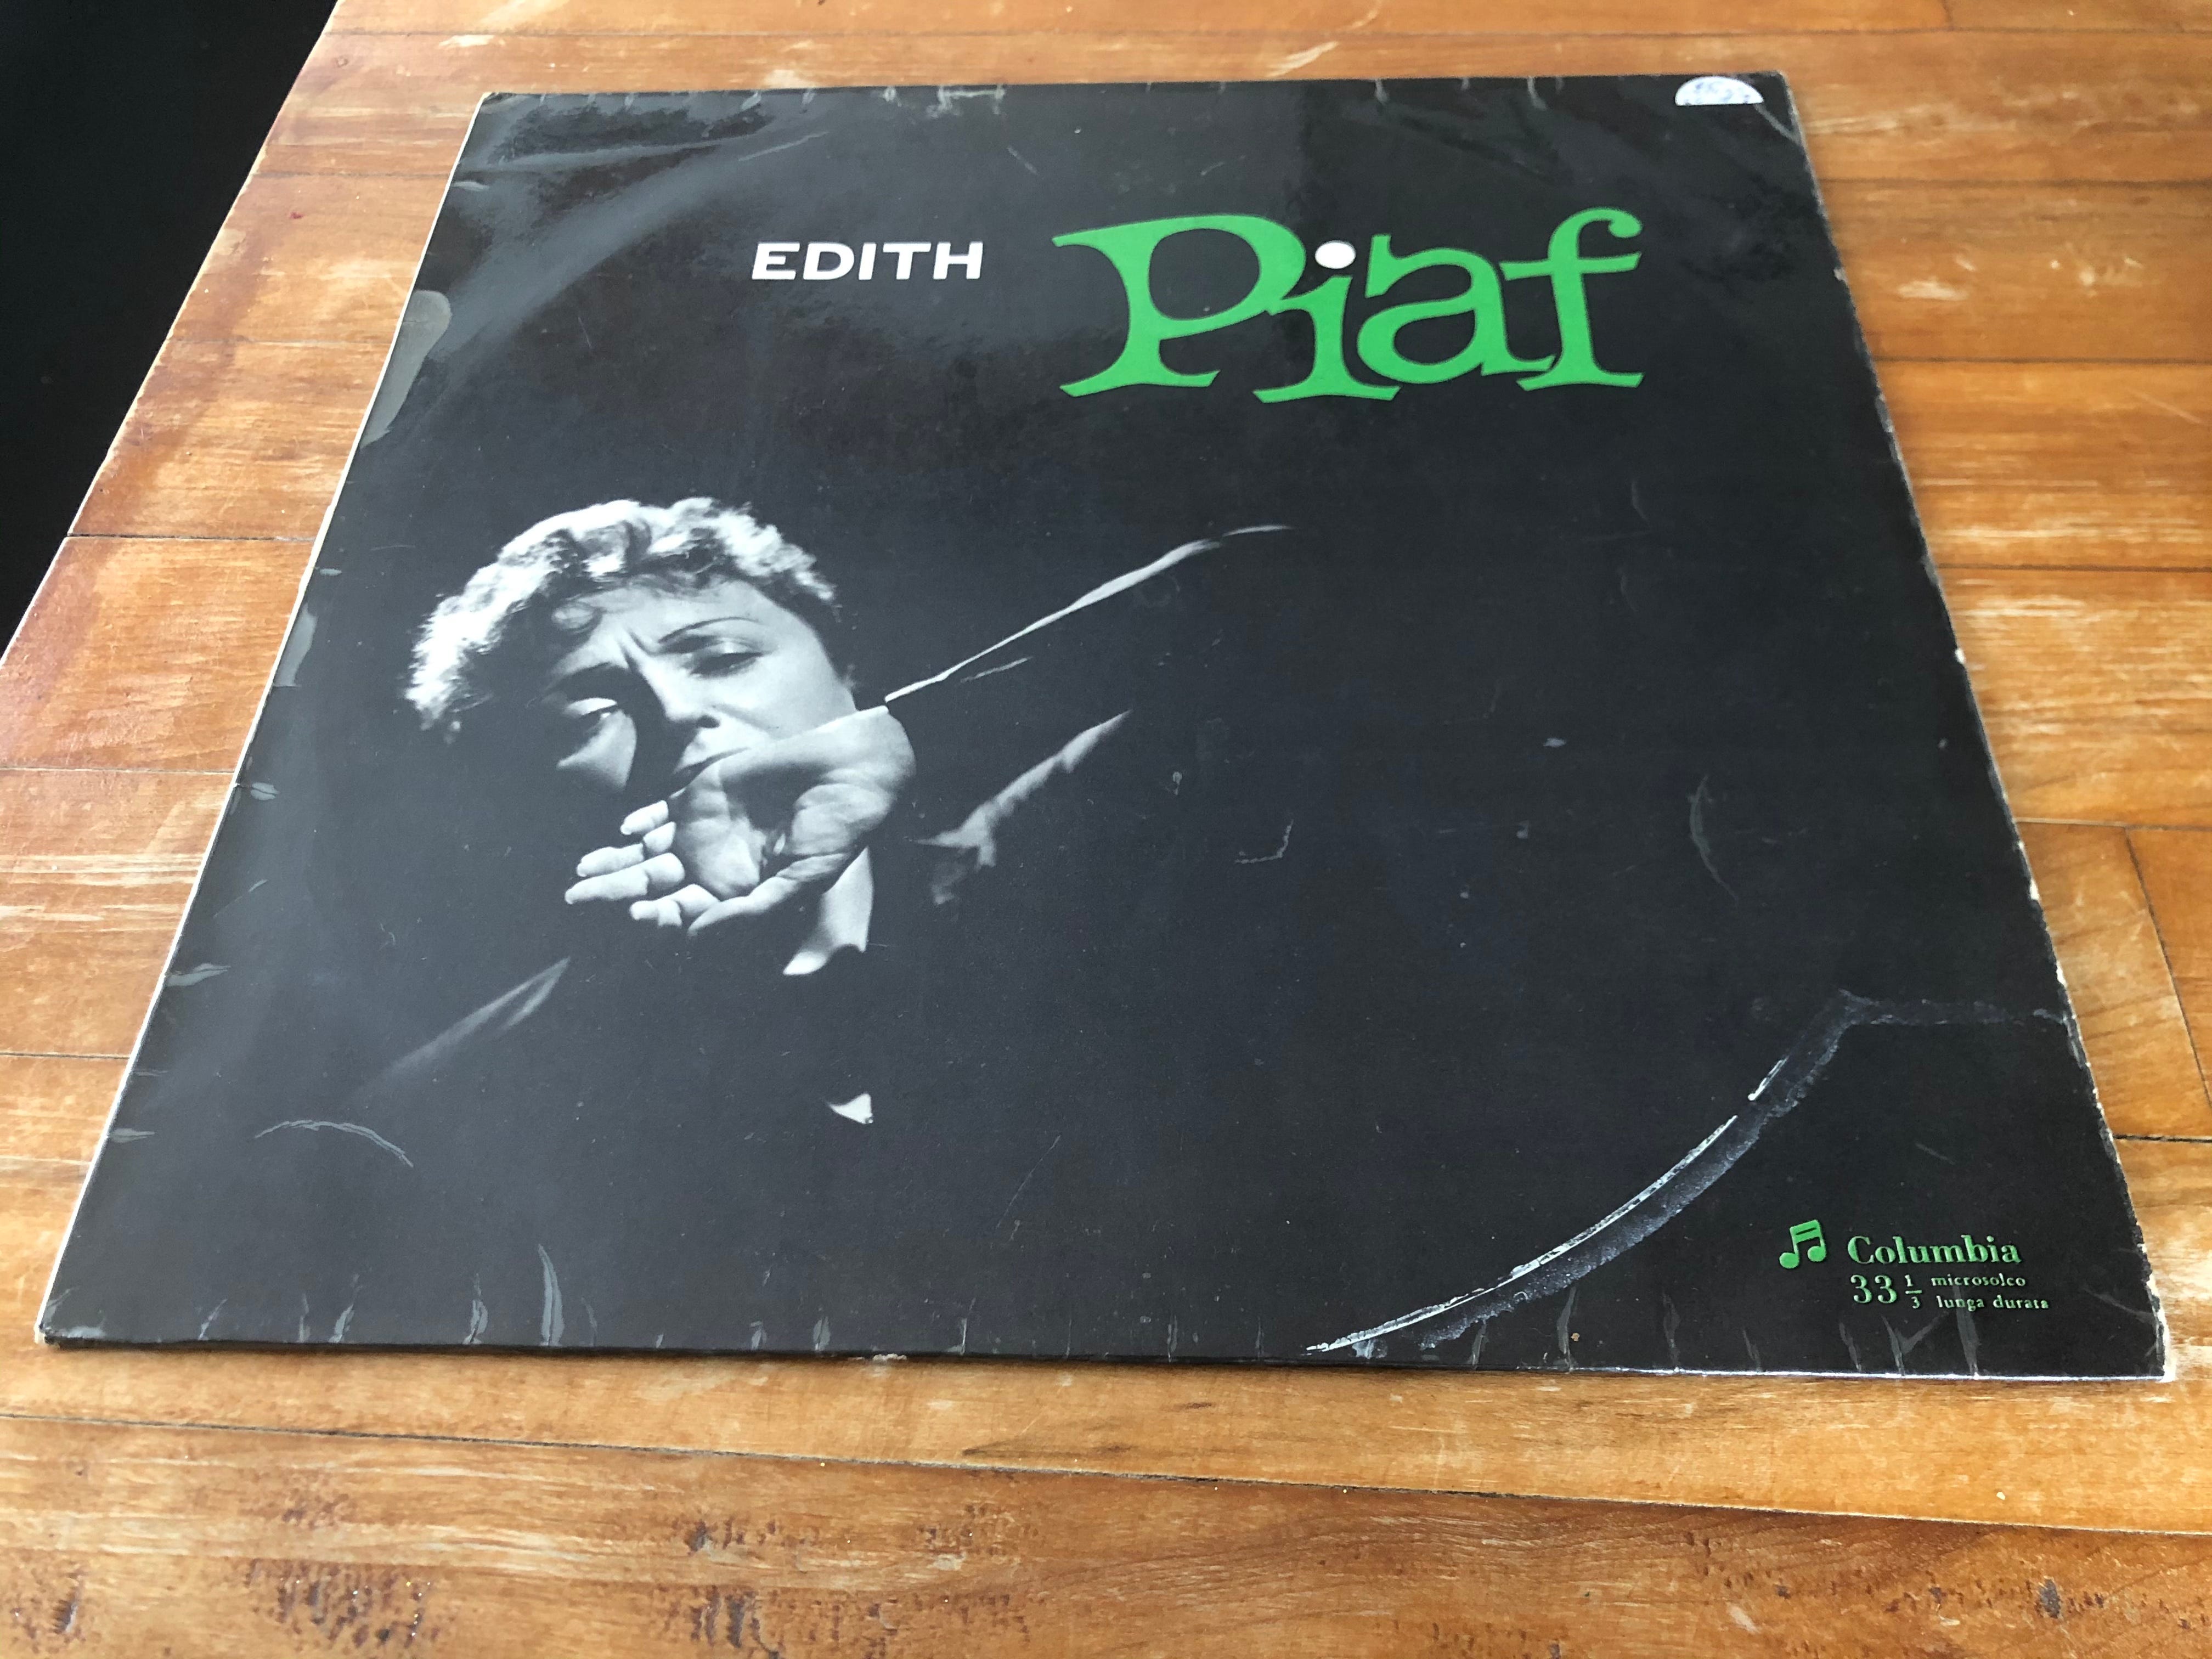 EDITH Piaf
Columbia
33 1/3 microsolco
lunga durata